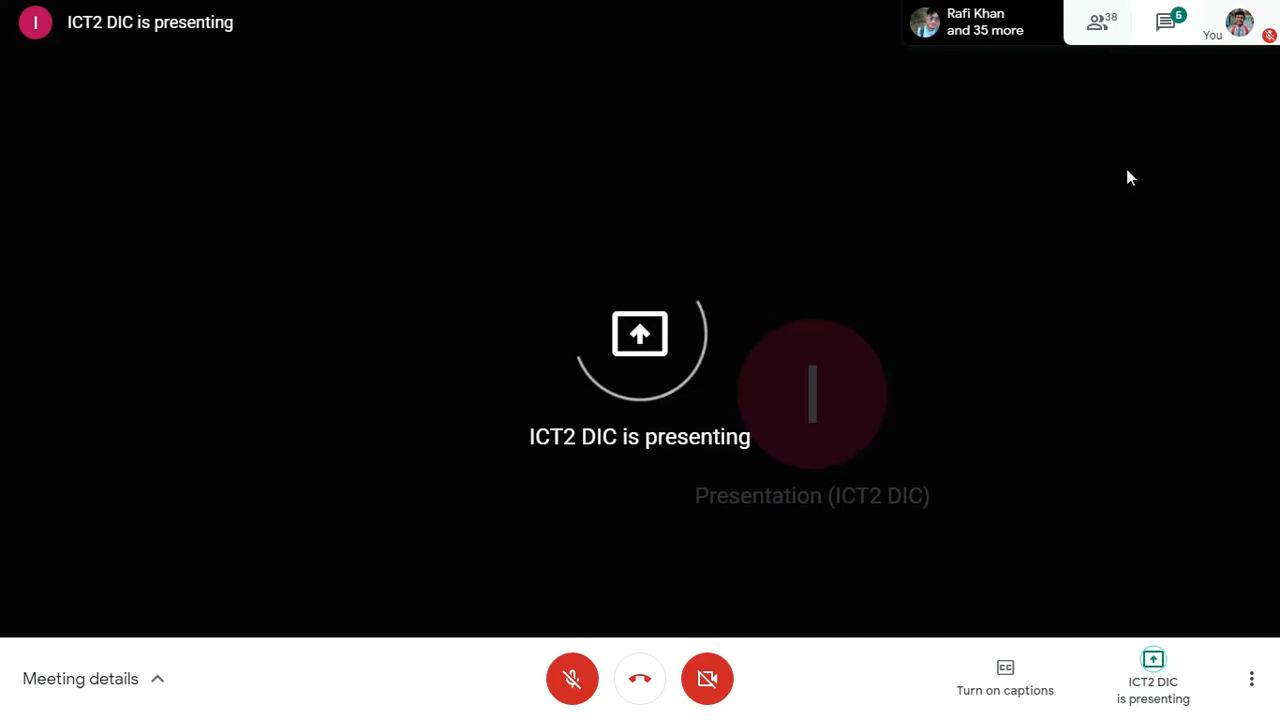 I
ICT2 DIC is presenting
Rafi Khan
and 35 more
38
5
You
I
ICT2 DIC is presenting
Presentation (ICT2 DIC)
Meeting details
CC
Turn on captions
ICT2 DIC
is presenting